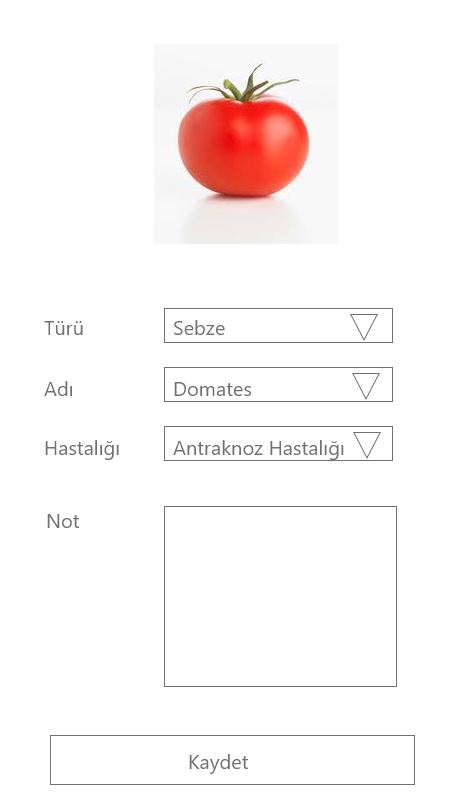 Türü Sebze
Adı Domates
Hastalığı Antraknoz Hastalığı
Not
Kaydet